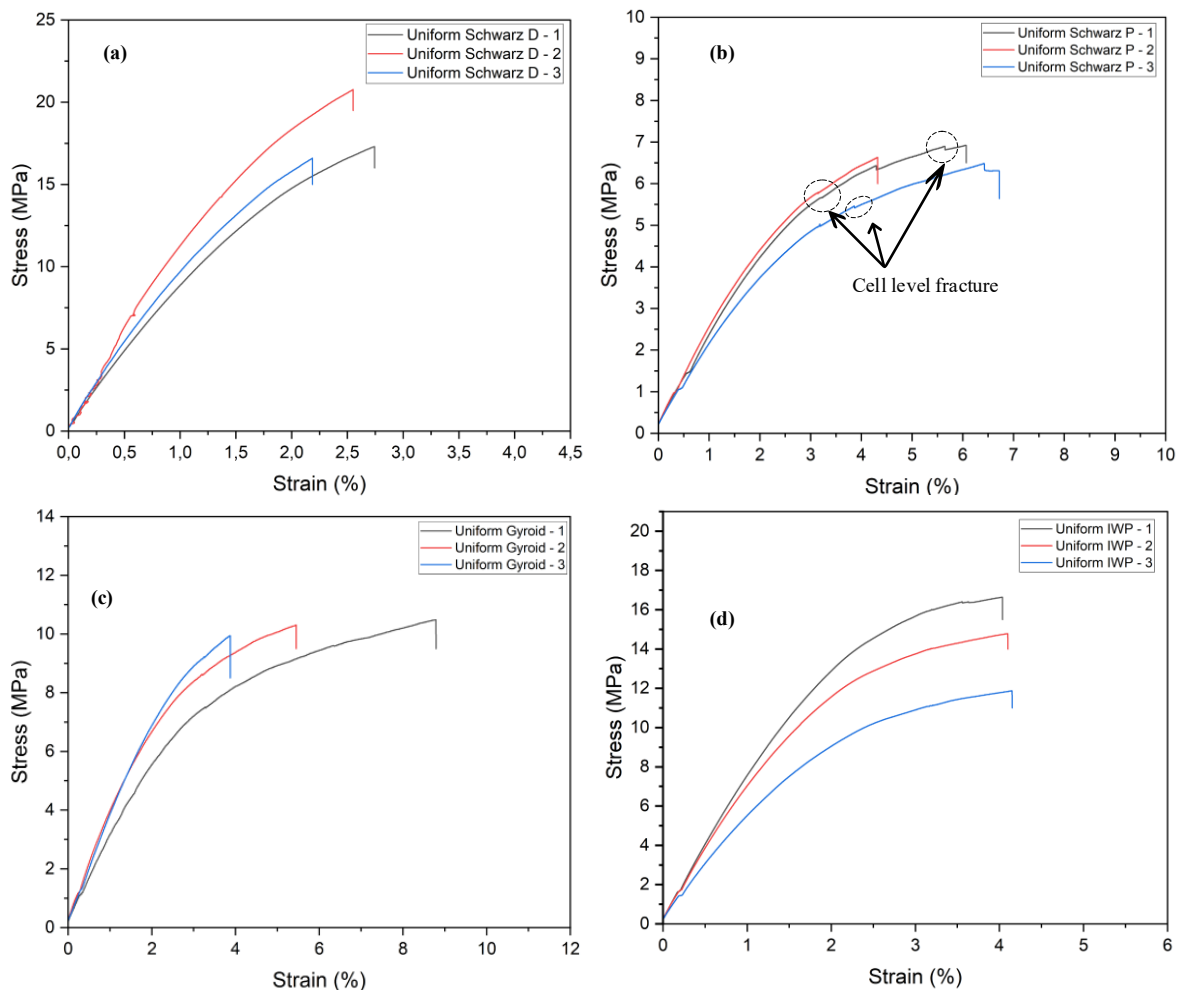 (a)
Uniform Schwarz D - 1
Uniform Schwarz D - 2
Uniform Schwarz D - 3
25
20
15
10
5
0
Stress (MPa)
0,0 0,5 1,0 1,5 2,0 2,5 3,0 3,5 4,0 4,5
Strain (%)
(b)
Uniform Schwarz P - 1
Uniform Schwarz P - 2
Uniform Schwarz P - 3
Cell level fracture
10
9
8
7
6
5
4
3
2
1
0
Stress (MPa)
0 1 2 3 4 5 6 7 8 9 10
Strain (%)
(c)
Uniform Gyroid - 1
Uniform Gyroid - 2
Uniform Gyroid - 3
14
12
10
8
6
4
2
0
Stress (MPa)
0 2 4 6 8 10 12
Strain (%)
(d)
Uniform IWP - 1
Uniform IWP - 2
Uniform IWP - 3
20
18
16
14
12
10
8
6
4
2
0
Stress (MPa)
0 1 2 3 4 5 6
Strain (%)